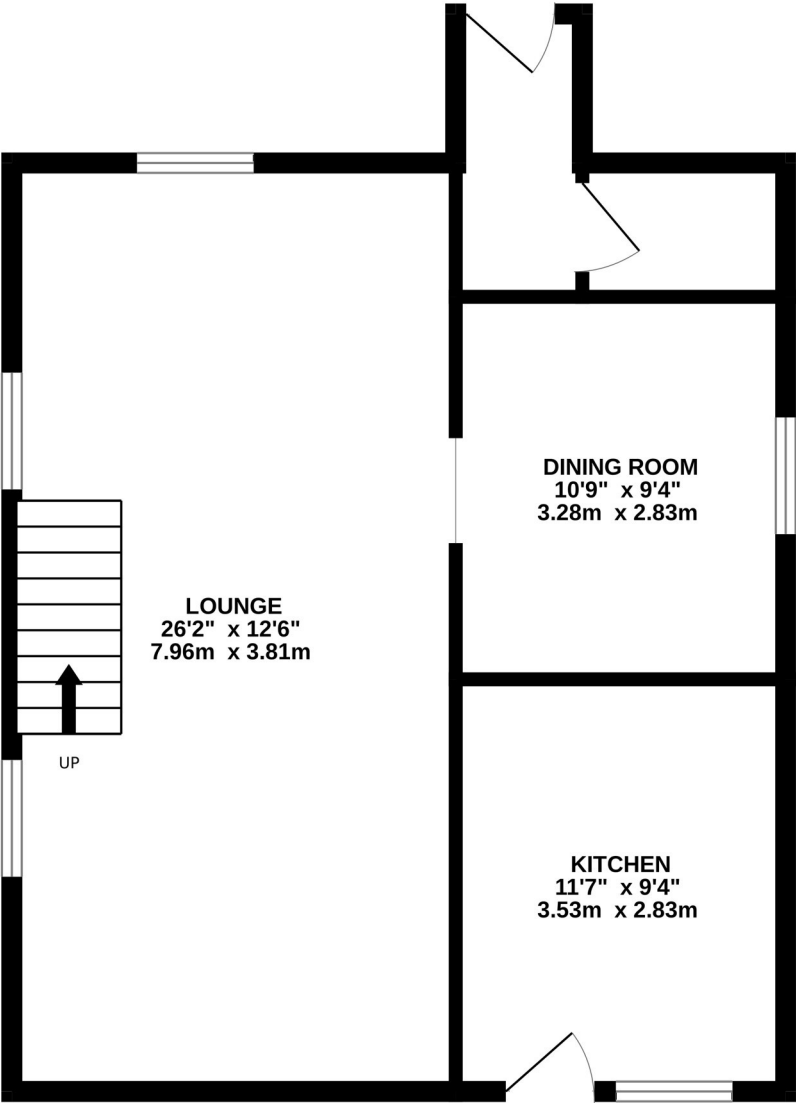 DINING ROOM
10'9" x 9'4"
3.28m x 2.83m
LOUNGE
26'2" x 12'6"
7.96m x 3.81m
UP
KITCHEN
11'7" x 9'4"
3.53m x 2.83m